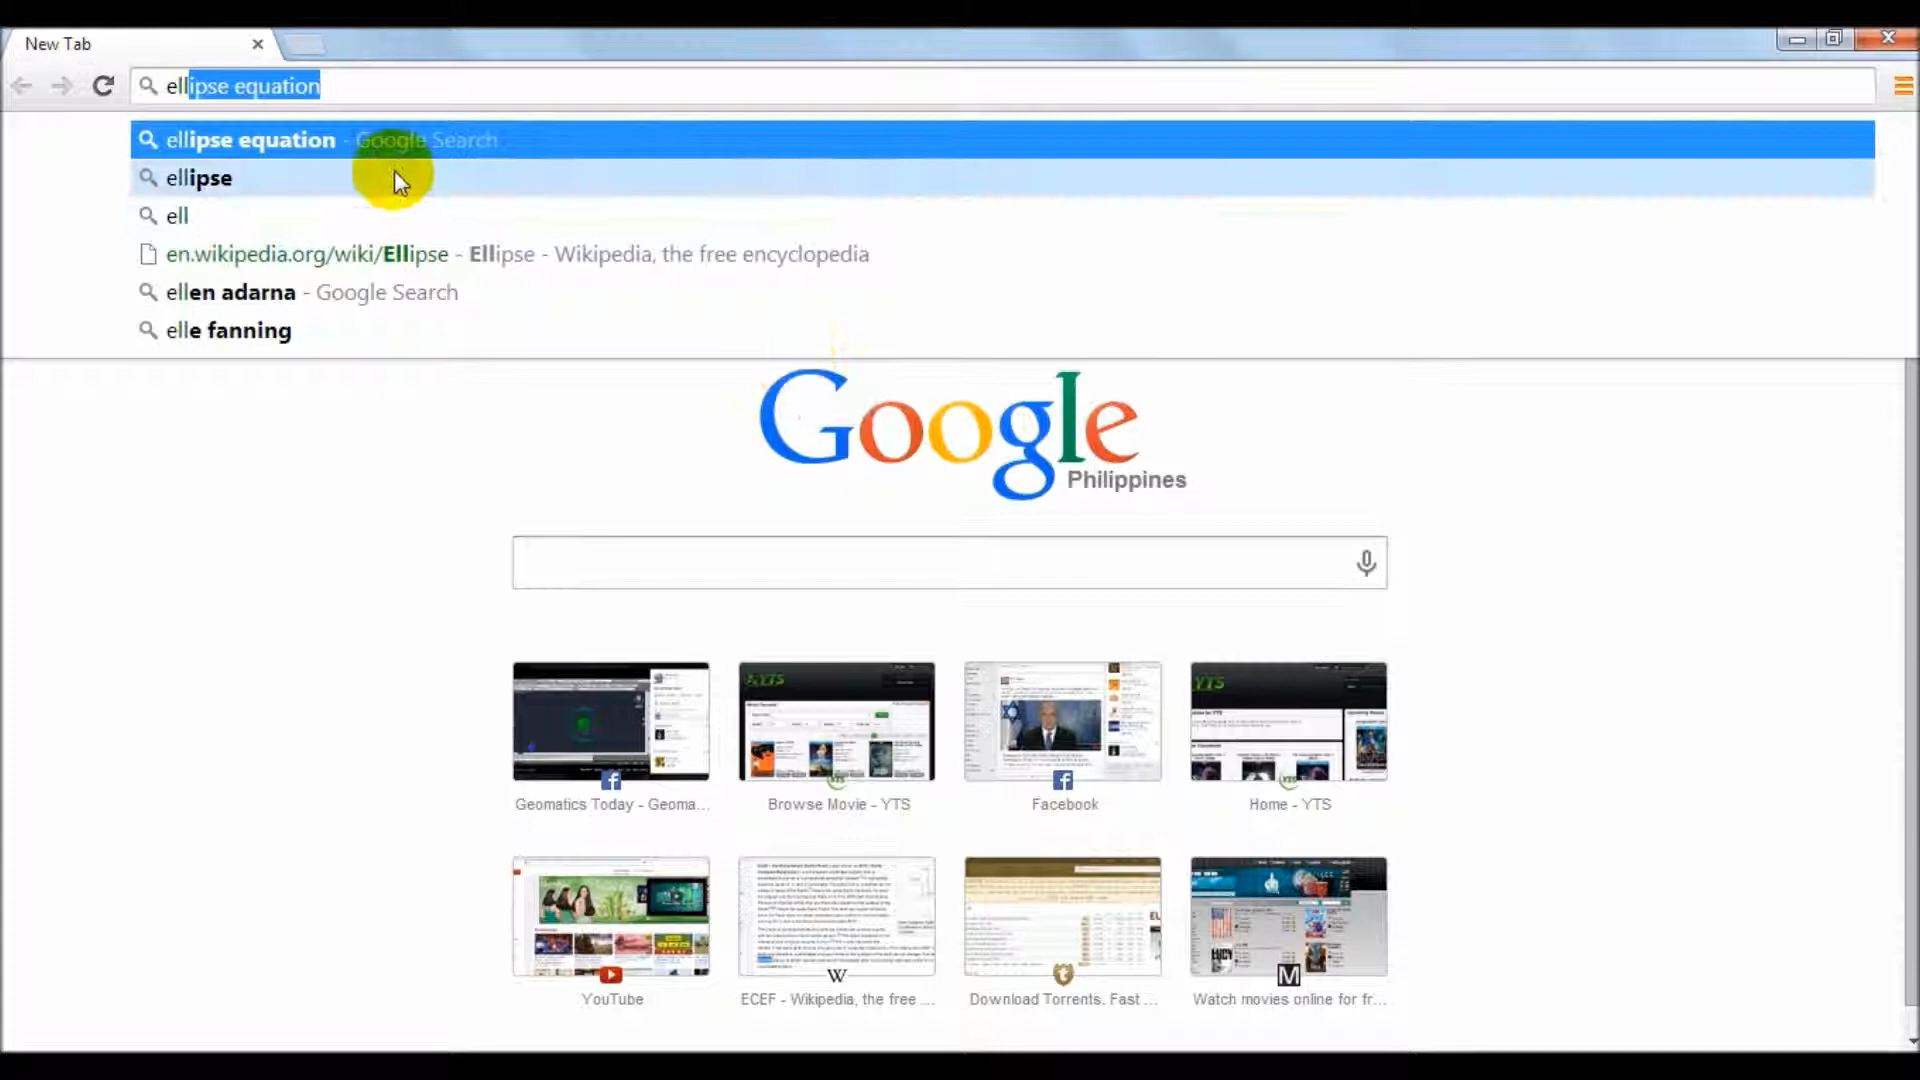 New Tab
ellipse equation
ellipse equation - Google Search
ellipse
ell
en.wikipedia.org/wiki/Ellipse - Ellipse - Wikipedia, the free encyclopedia
ellen adarna - Google Search
elle fanning
Google
Philippines
YTS
YTS
Geomatics Today - Geoma...
Browse Movie - YTS
Facebook
Home - YTS
YouTube
ECEF - Wikipedia, the free ...
Download Torrents. Fast ...
Watch movies online for fr...